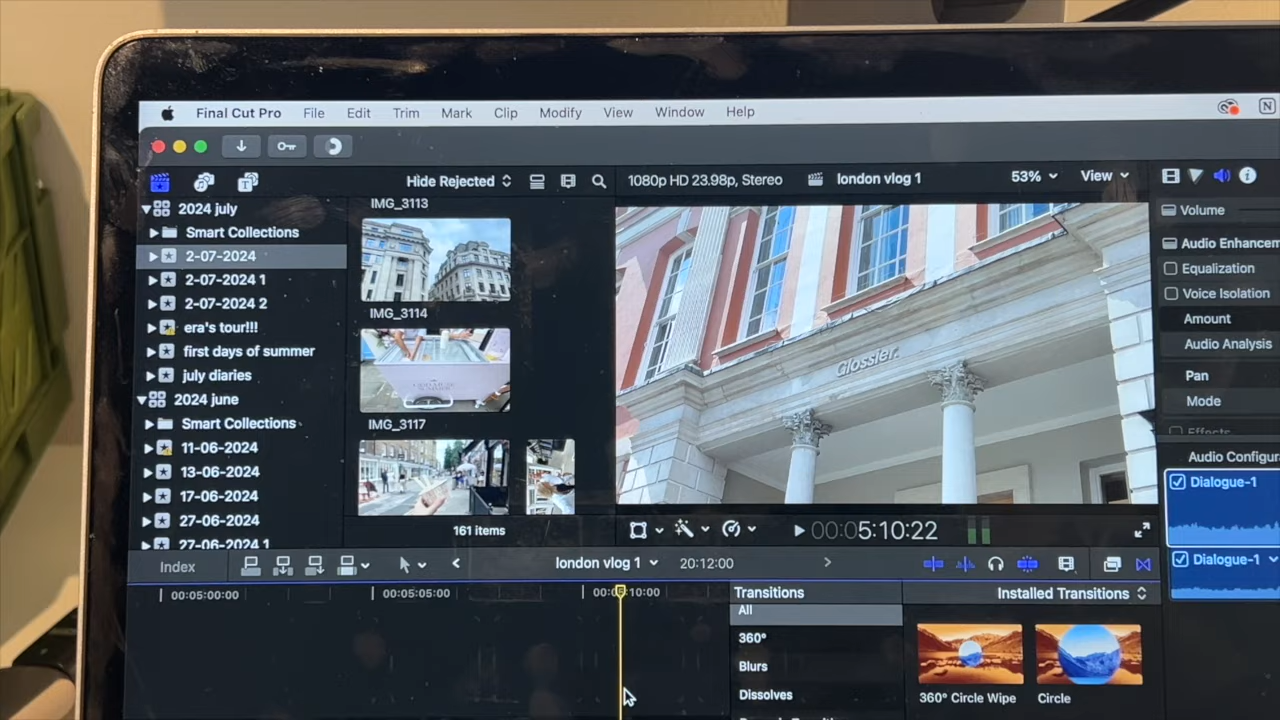 Final Cut Pro File Edit Trim Mark Clip Modify View Window Help
Hide Rejected
1080p HD 23.98p, Stereo
london vlog 1
53%
View
2024 july
Smart Collections
2-07-2024
2-07-2024 1
2-07-2024 2
era's tour!!!
first days of summer
july diaries
2024 june
Smart Collections
11-06-2024
13-06-2024
17-06-2024
27-06-2024
27-06-2024 1
IMG_3113
IMG_3114
IMG_3117
161 items
Glossier.
00:05:10:22
Volume
Audio Enhancem
Equalization
Voice Isolation
Amount
Audio Analysis
Pan
Mode
Effects
Audio Configura
Dialogue-1
Dialogue-1
Index
london vlog 1
20:12:00
00:05:00:00
00:05:05:00
00:05:10:00
Transitions
Installed Transitions
All
360°
Blurs
Dissolves
360° Circle Wipe
Circle